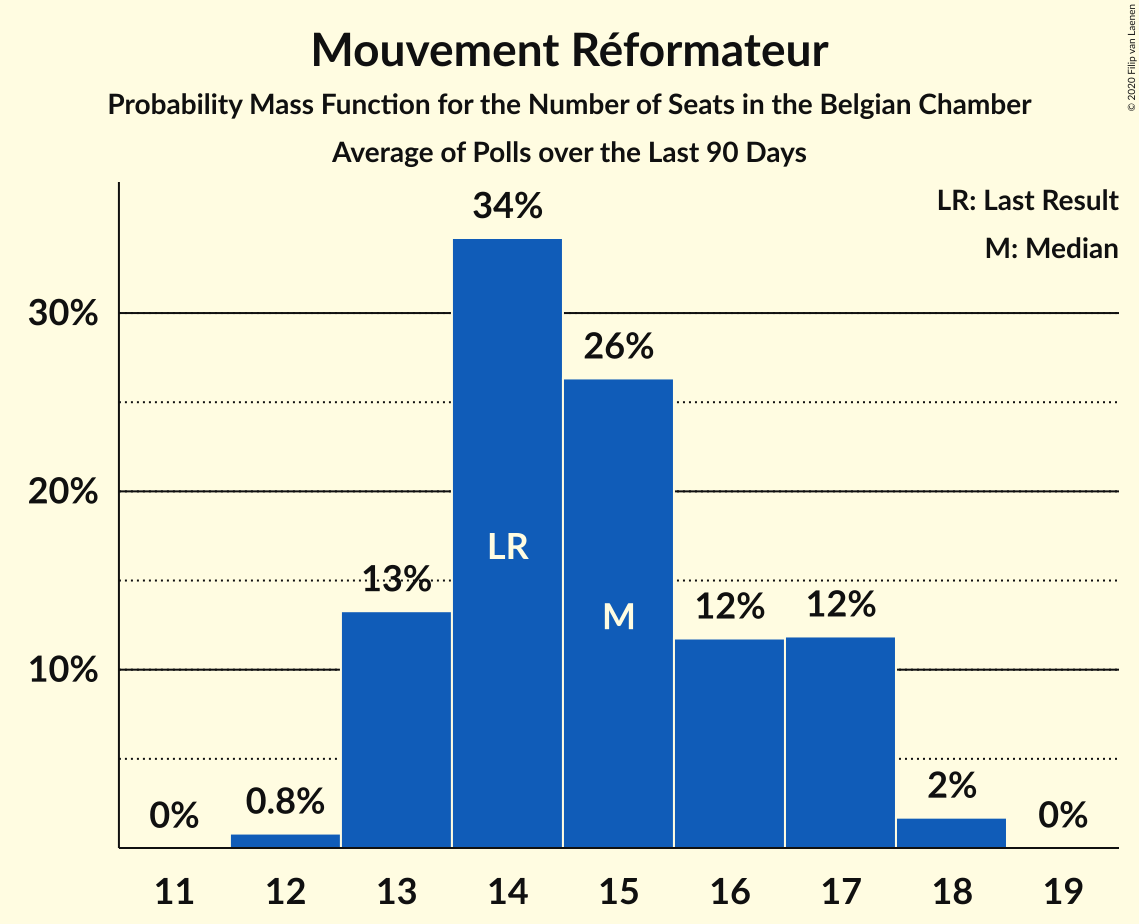 Mouvement Réformateur
Probability Mass Function for the Number of Seats in the Belgian Chamber
Average of Polls over the Last 90 Days
© 2020 Filip van Laenen
LR: Last Result
M: Median
34%
30%
26%
20%
LR
13%
M
12%
12%
10%
2%
0.8%
0%
0%
11 12 13 14 15 16 17 18 19